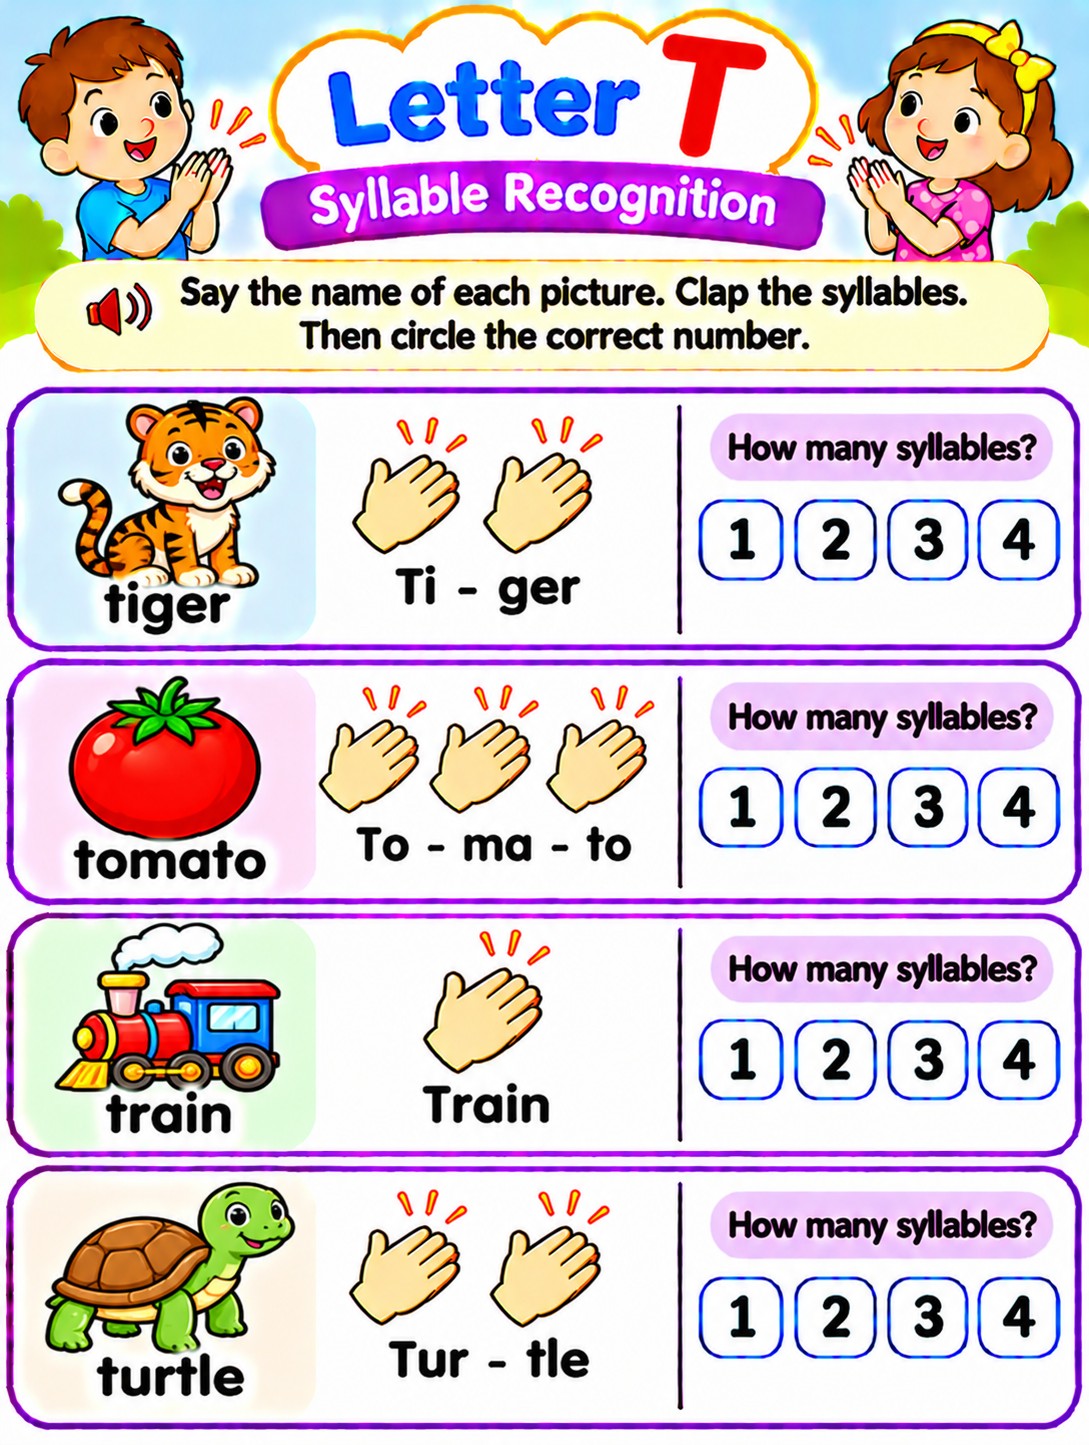 Letter T
Syllable Recognition
Say the name of each picture. Clap the syllables.
Then circle the correct number.
tiger
Ti - ger
How many syllables?
1 2 3 4
tomato
To - ma - to
How many syllables?
1 2 3 4
train
Train
How many syllables?
1 2 3 4
turtle
Tur - tle
How many syllables?
1 2 3 4